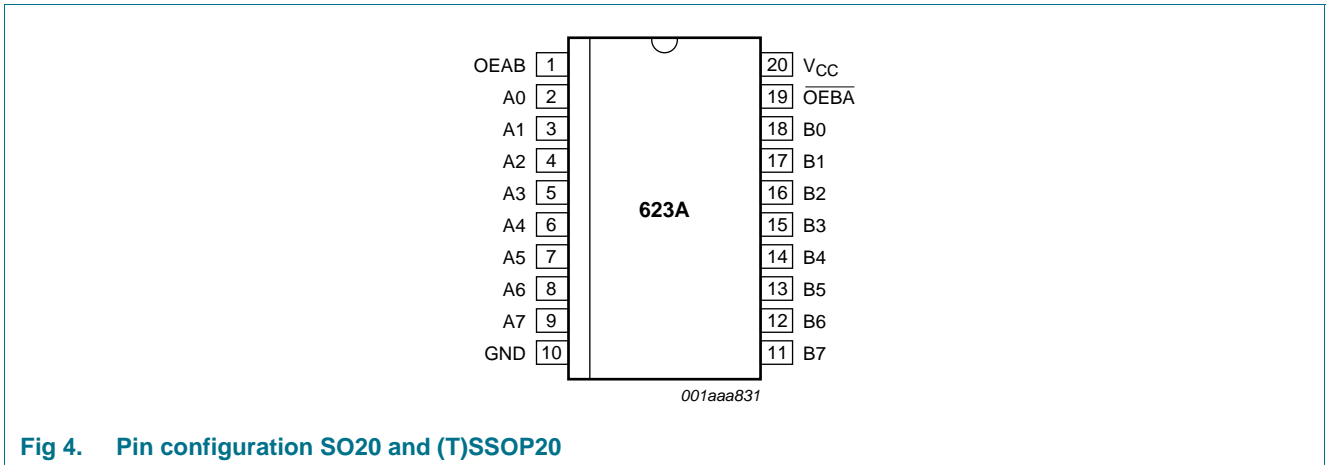 OEAB 1 20 VCC
A0 2 19 OEBA
A1 3 18 B0
A2 4 17 B1
A3 5 16 B2
623A
A4 6 15 B3
A5 7 14 B4
A6 8 13 B5
A7 9 12 B6
GND 10 11 B7
001aaa831
Fig 4. Pin configuration SO20 and (T)SSOP20